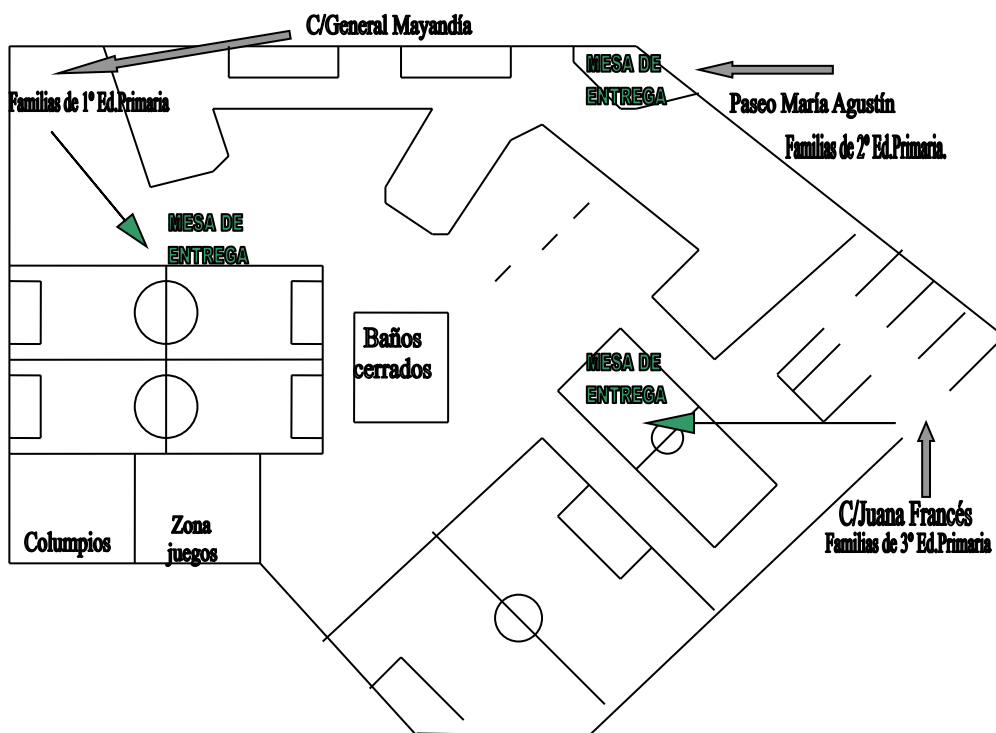 C/General Mayandía
MESA DE
ENTREGA
Familias de 1º Ed.Primaria
Paseo María Agustín
Familias de 2º Ed.Primaria.
MESA DE
ENTREGA
Baños
cerrados
MESA DE
ENTREGA
C/Juana Francés
Familias de 3º Ed.Primaria
Columpios
Zona
juegos